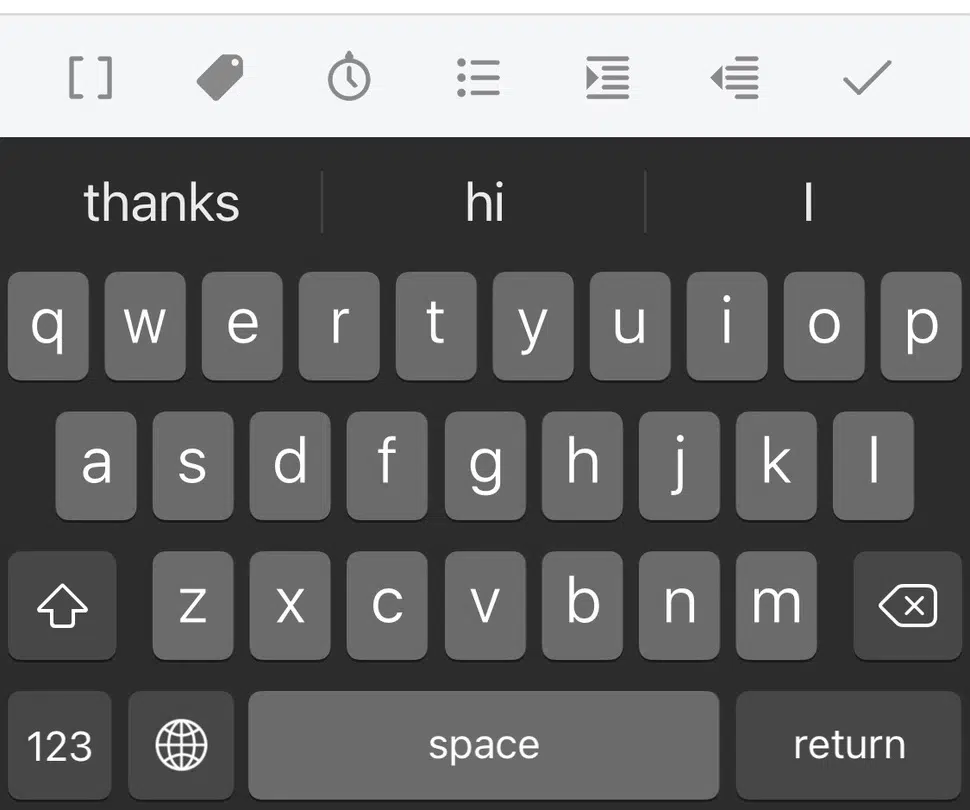 [ ]
thanks hi I
q w e r t y u i o p
a s d f g h j k l
z x c v b n m
123 space return